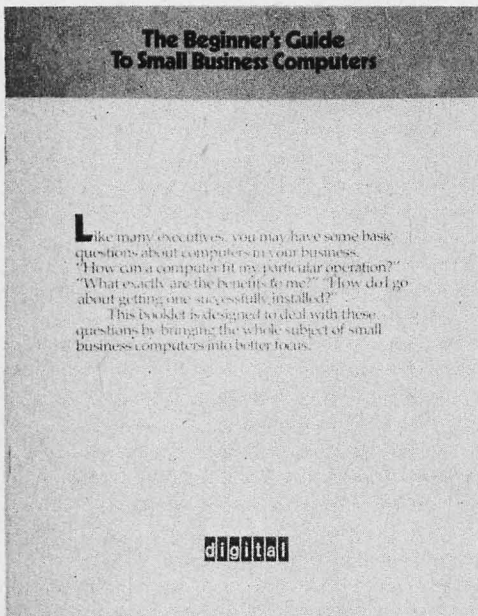 The Beginner's Guide
To Small Business Computers
Like many executives, you may have some basic
questions about computers in your business.
"How can a computer fit my particular operation?"
"What exactly are the benefits to me?" "How do I go
about getting one successfully installed?"
This booklet is designed to deal with these
questions by bringing the whole subject of small
business computers into better focus.
digital